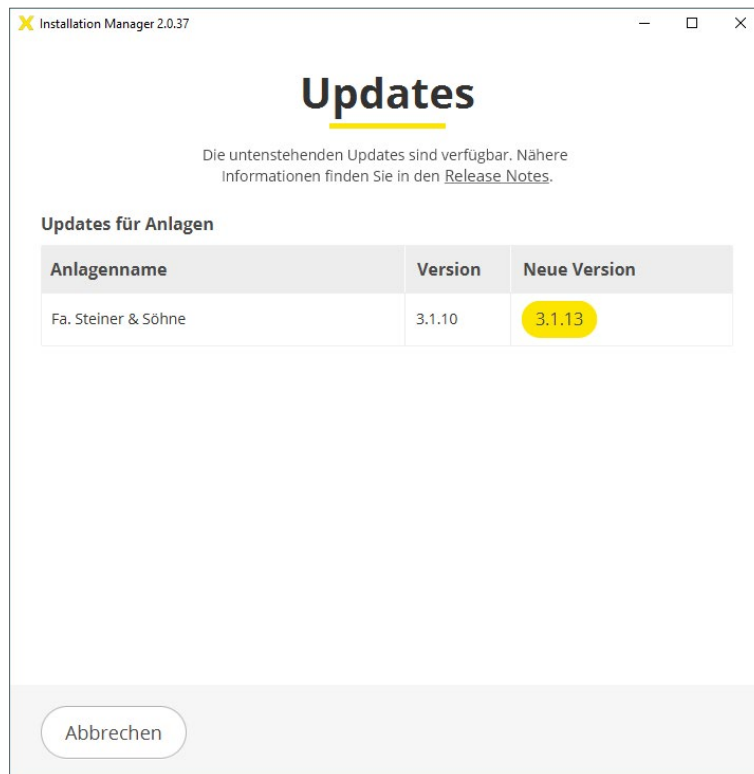 Installation Manager 2.0.37
Updates
Die untenstehenden Updates sind verfügbar. Nähere
Informationen finden Sie in den Release Notes.
Updates für Anlagen
Anlagenname Version Neue Version
Fa. Steiner & Söhne 3.1.10 3.1.13
Abbrechen